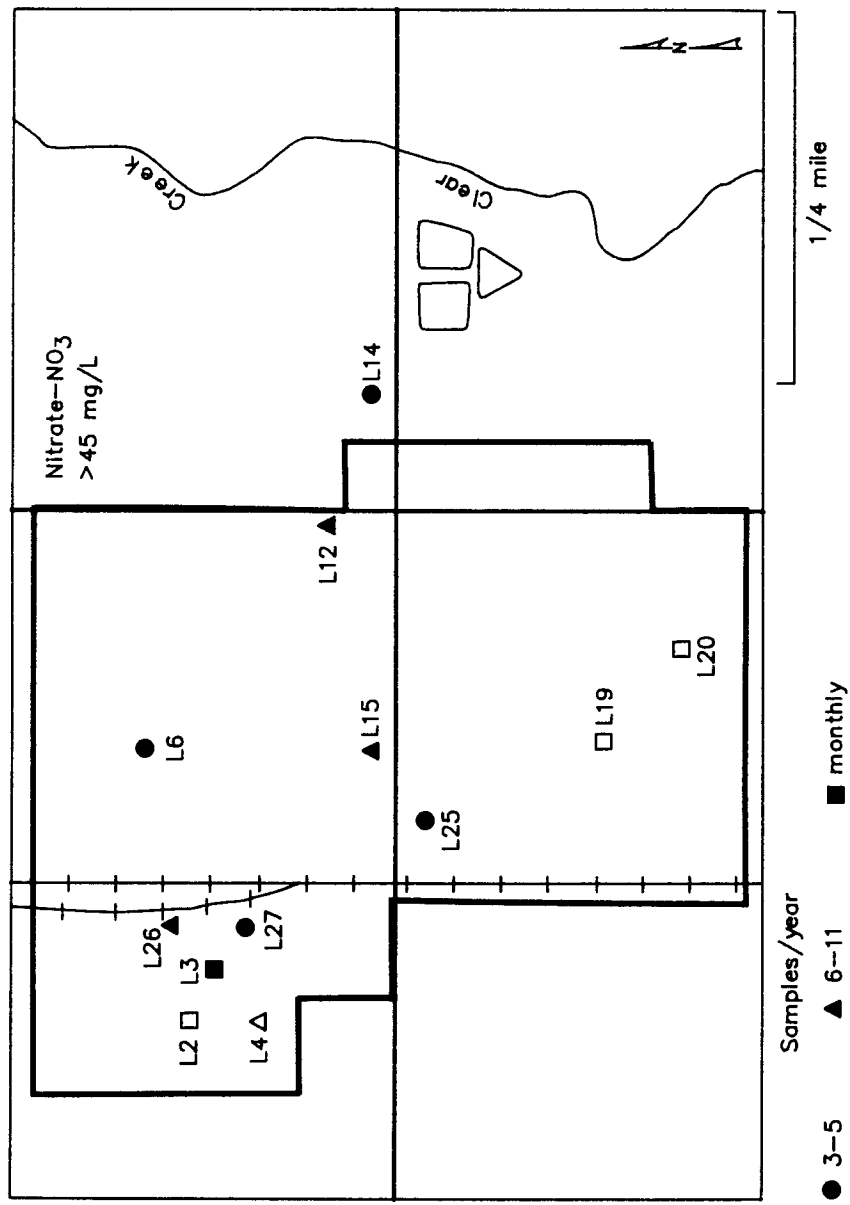 Nitrate-NO3
>45 mg/L
Creek
Clear
L14
L12
L6
L15
L25
L19
L20
L26
L27
L3
L2
L4
N
1/4 mile
Samples/year
● 3-5 ▲ 6-11 ■ monthly